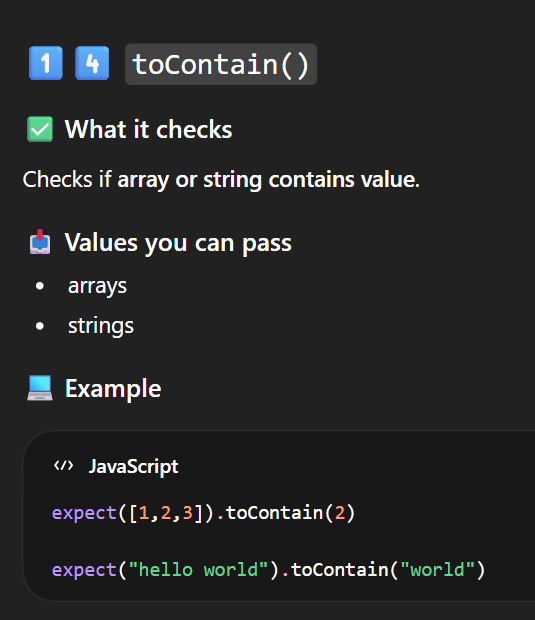 1️⃣4️⃣ toContain()
✅ What it checks
Checks if array or string contains value.
📥 Values you can pass
• arrays
• strings
💻 Example
</> JavaScript
expect([1,2,3]).toContain(2)
expect("hello world").toContain("world")